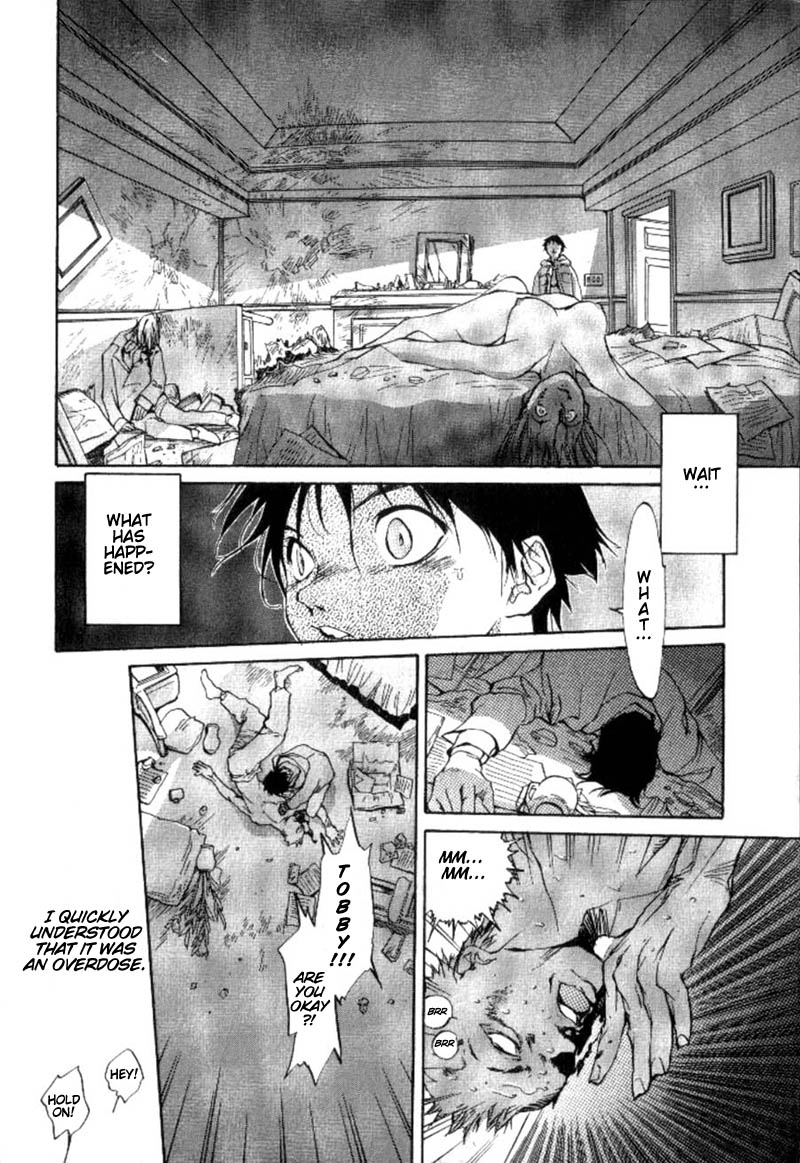 WAIT
...
WHAT
HAS
HAPP-
ENED?
WHAT...
MM...
MM...
BRR
BRR
TOBBY!!!
ARE
YOU
OKAY
?!
I QUICKLY
UNDERSTOOD
THAT IT WAS
AN OVERDOSE.
HEY!
HOLD
ON!